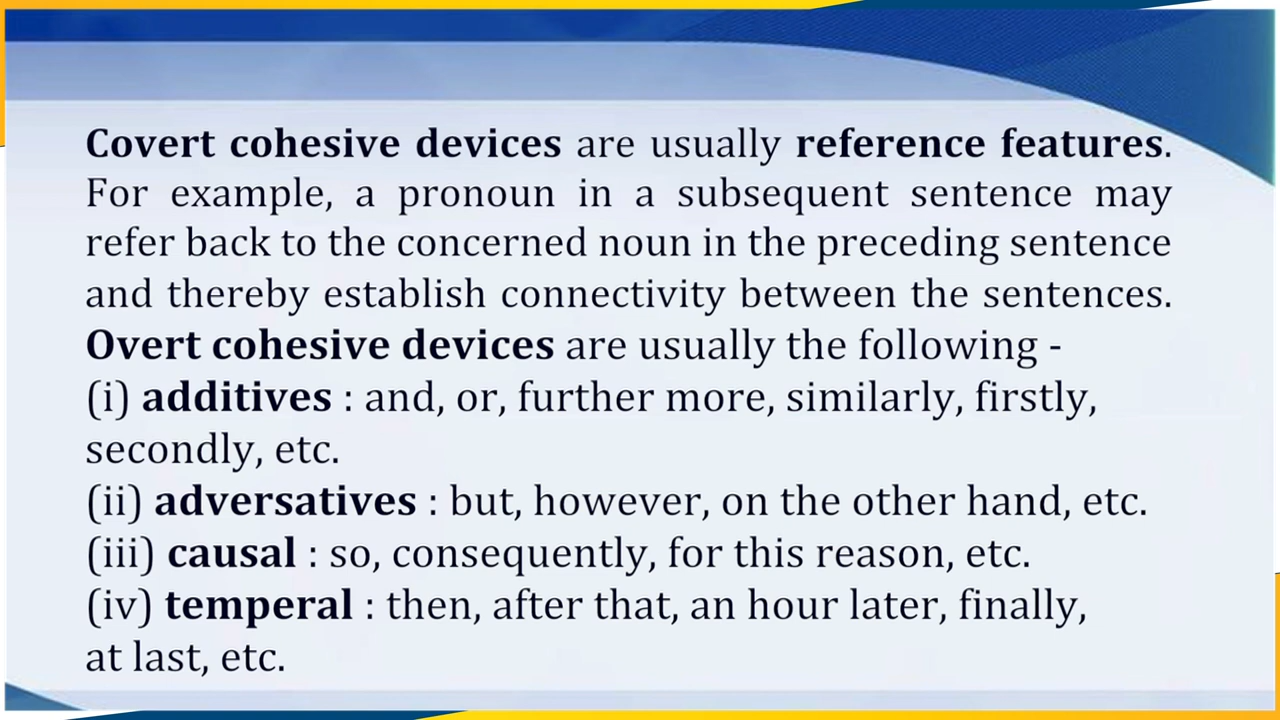 Covert cohesive devices are usually reference features.
For example, a pronoun in a subsequent sentence may
refer back to the concerned noun in the preceding sentence
and thereby establish connectivity between the sentences.
Overt cohesive devices are usually the following -
(i) additives : and, or, further more, similarly, firstly,
secondly, etc.
(ii) adversatives : but, however, on the other hand, etc.
(iii) causal : so, consequently, for this reason, etc.
(iv) temperal : then, after that, an hour later, finally,
at last, etc.